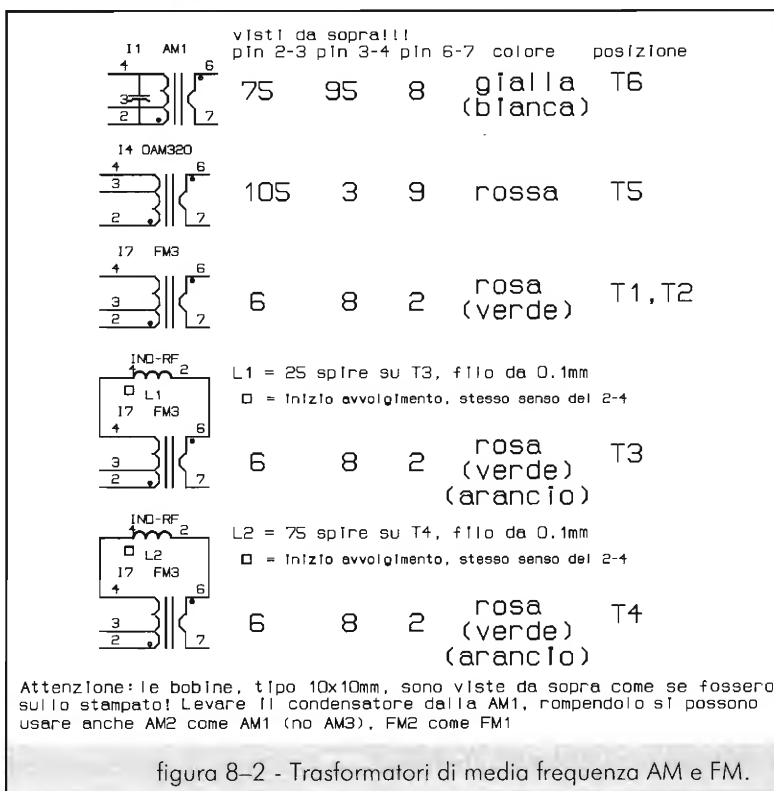 visti da sopra!!!
I1 AM1 pin 2-3 pin 3-4 pin 6-7 colore posizione
4 6
3
2 7
75 95 8 gialla (bianca) T6
I4 OAM320
4 6
3
2 7
105 3 9 rossa T5
I7 FM3
4 6
3
2 7
6 8 2 rosa (verde) T1,T2
IND-RF
4 2
L1 = 25 spire su T3, filo da 0.1mm
L1
□ = inizio avvolgimento, stesso senso del 2-4
I7 FM3
4 6
3
2 7
6 8 2 rosa (verde) (arancio) T3
IND-RF
4 2
L2 = 75 spire su T4, filo da 0.1mm
L2
□ = inizio avvolgimento, stesso senso del 2-4
I7 FM3
4 6
3
2 7
6 8 2 rosa (verde) (arancio) T4
Attenzione: le bobine, tipo 10x10mm, sono viste da sopra come se fossero
sullo stampato! Levare il condensatore dalla AM1, rompendolo si possono
usare anche AM2 come AM1 (no AM3), FM2 come FM1
figura 8–2 - Trasformatori di media frequenza AM e FM.